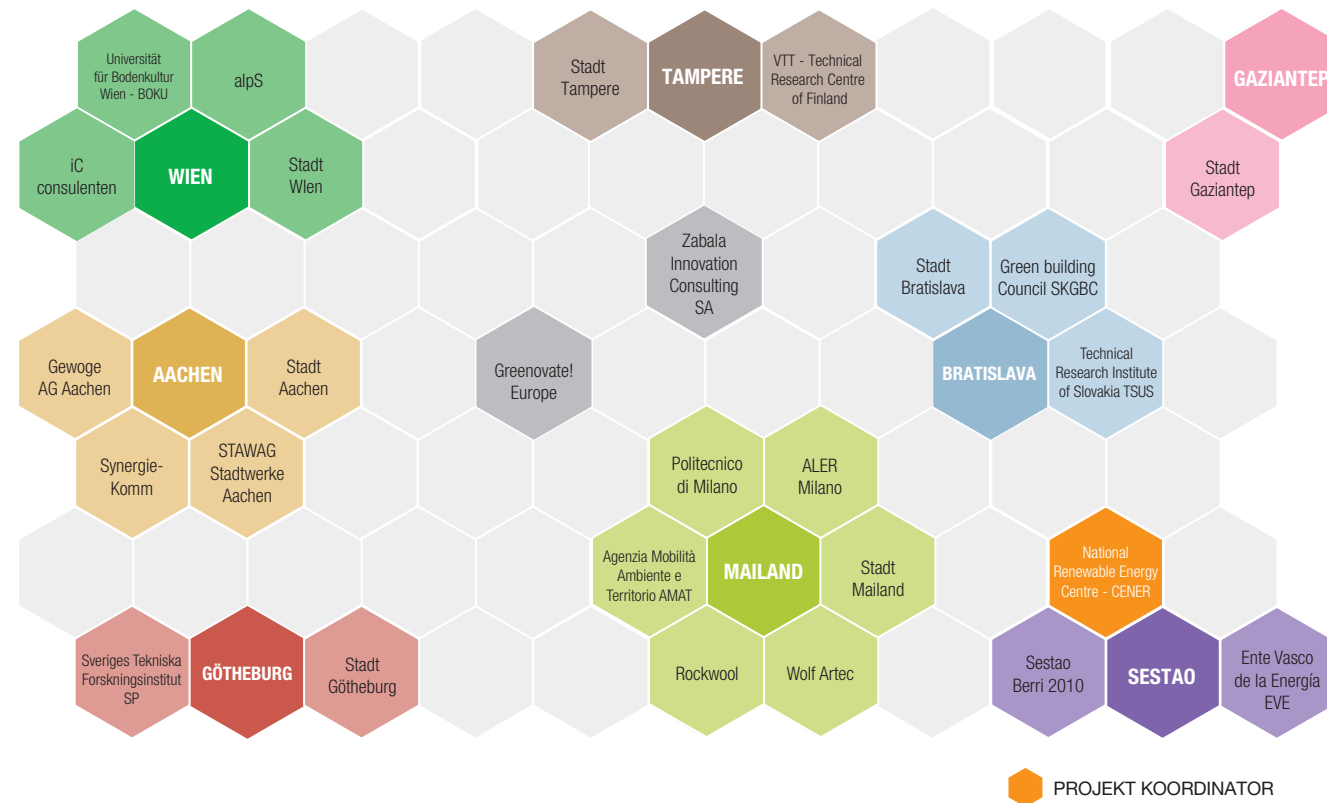 Universität
für Bodenkultur
Wien - BOKU
alpS
Stadt
Tampere
TAMPERE
VTT - Technical
Research Centre
of Finland
GAZIANTEP
iC
consulenten
WIEN
Stadt
WIen
Stadt
Gaziantep
Zabala
Innovation
Consulting
SA
Stadt
Bratislava
Green building
Council SKGBC
Gewoge
AG Aachen
AACHEN
Stadt
Aachen
Greenovate!
Europe
BRATISLAVA
Technical
Research Institute
of Slovakia TSUS
Synergie-
Komm
STAWAG
Stadtwerke
Aachen
Politecnico
di Milano
ALER
Milano
Agenzia Mobilità
Ambiente e
Territorio AMAT
MAILAND
Stadt
Mailand
National
Renewable Energy
Centre - CENER
Sveriges Tekniska
Forskningsinstitut
SP
GÖTHEBURG
Stadt
Götheburg
Rockwool
Wolf Artec
Sestao
Berri 2010
SESTAO
Ente Vasco
de la Energía
EVE
PROJEKT KOORDINATOR